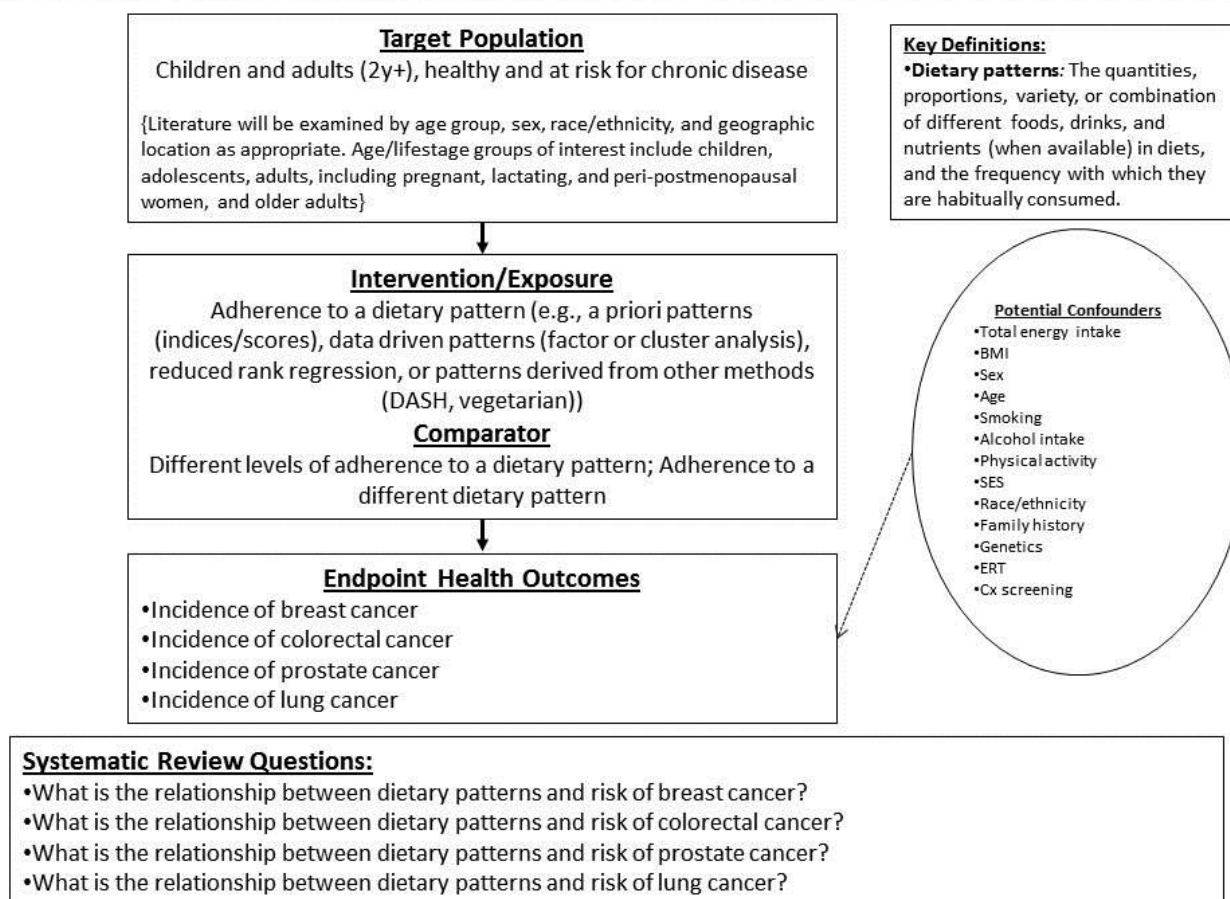 Target Population
Children and adults (2y+), healthy and at risk for chronic disease
{Literature will be examined by age group, sex, race/ethnicity, and geographic
location as appropriate. Age/lifestage groups of interest include children,
adolescents, adults, including pregnant, lactating, and peri-postmenopausal
women, and older adults}
Key Definitions:
•Dietary patterns: The quantities,
proportions, variety, or combination
of different foods, drinks, and
nutrients (when available) in diets,
and the frequency with which they
are habitually consumed.
Intervention/Exposure
Adherence to a dietary pattern (e.g., a priori patterns
(indices/scores), data driven patterns (factor or cluster analysis),
reduced rank regression, or patterns derived from other methods
(DASH, vegetarian))
Comparator
Different levels of adherence to a dietary pattern; Adherence to a
different dietary pattern
Potential Confounders
•Total energy intake
•BMI
•Sex
•Age
•Smoking
•Alcohol intake
•Physical activity
•SES
•Race/ethnicity
•Family history
•Genetics
•ERT
•Cx screening
Endpoint Health Outcomes
•Incidence of breast cancer
•Incidence of colorectal cancer
•Incidence of prostate cancer
•Incidence of lung cancer
Systematic Review Questions:
•What is the relationship between dietary patterns and risk of breast cancer?
•What is the relationship between dietary patterns and risk of colorectal cancer?
•What is the relationship between dietary patterns and risk of prostate cancer?
•What is the relationship between dietary patterns and risk of lung cancer?